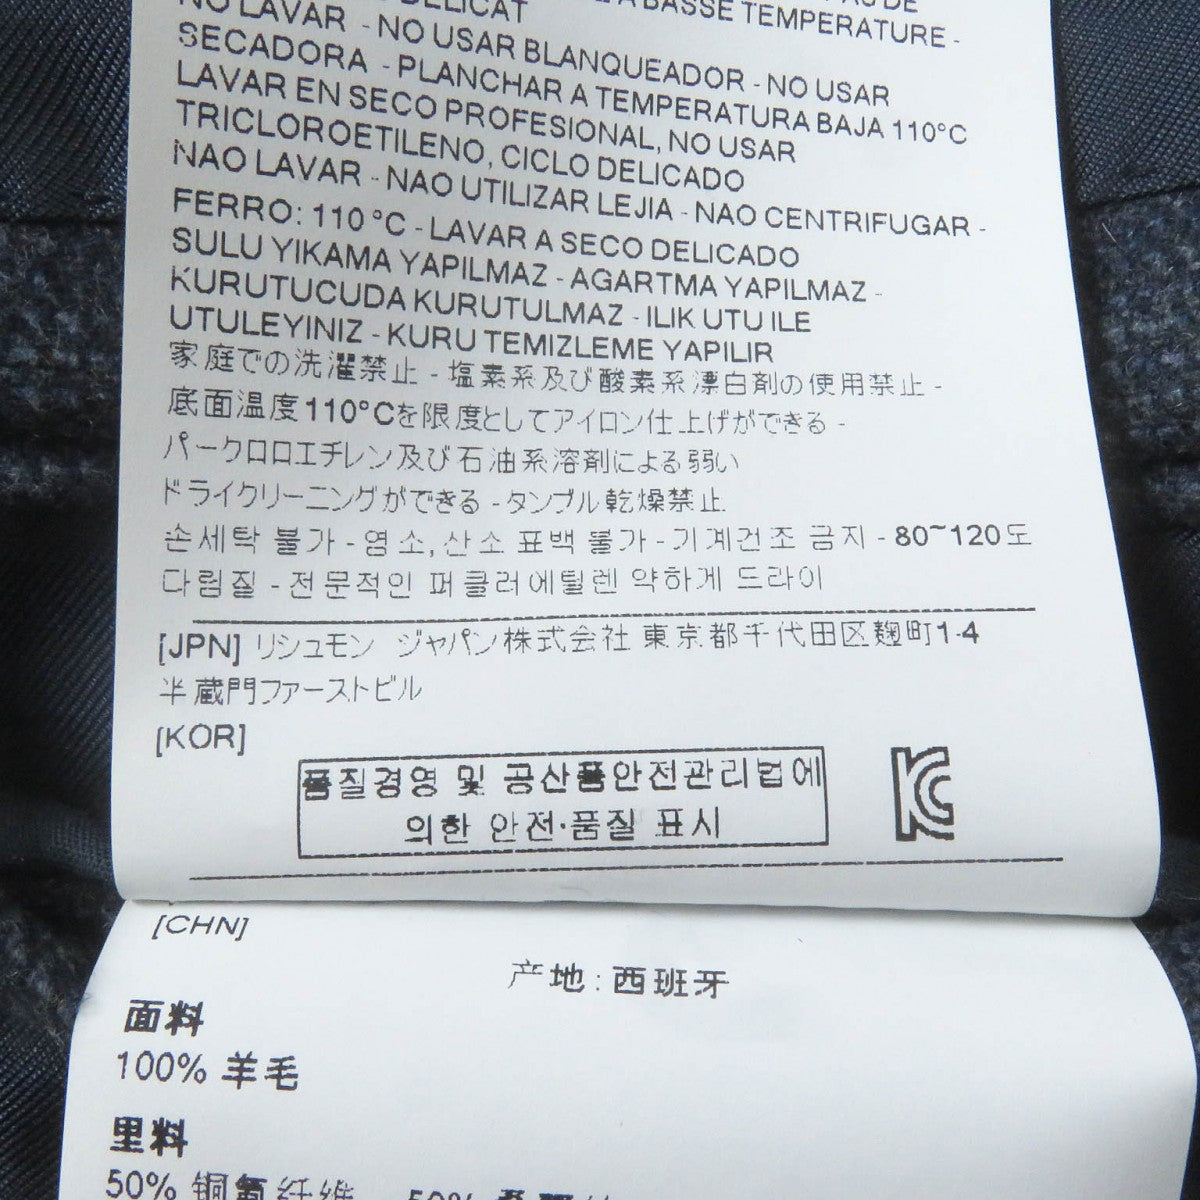 DELICAT A BASSE TEMPERATURE -
NO LAVAR - NO USAR BLANQUEADOR - NO USAR
SECADORA - PLANCHAR A TEMPERATURA BAJA 110°C
LAVAR EN SECO PROFESIONAL, NO USAR
TRICLOROETILENO, CICLO DELICADO
NAO LAVAR - NAO UTILIZAR LEJIA - NAO CENTRIFUGAR -
FERRO: 110 °C - LAVAR A SECO DELICADO
SULU YIKAMA YAPILMAZ - AGARTMA YAPILMAZ -
KURUTUCUDA KURUTULMAZ - ILIK UTU ILE
UTULEYINIZ - KURU TEMIZLEME YAPILIR
家庭での洗濯禁止 - 塩素系及び酸素系漂白剤の使用禁止 -
底面温度110°Cを限度としてアイロン仕上げができる -
パークロロエチレン及び石油系溶剤による弱い
ドライクリーニングができる - タンブル乾燥禁止
손세탁 불가 - 염소, 산소 표백 불가 - 기계건조 금지 - 80~120도
다림질 - 전문적인 퍼클러에틸렌 약하게 드라이
[JPN] リシュモン ジャパン株式会社 東京都千代田区麹町1-4
半蔵門ファーストビル
[KOR]
품질경영 및 공산품안전관리법에
의한 안전·품질 표시
[CHN]
产地 : 西班牙
面料
100% 羊毛
里料
50% 铜氨纤维 50%